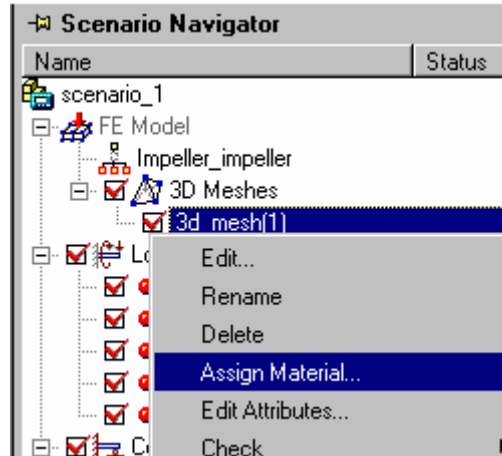 Scenario Navigator
Name Status
scenario_1
FE Model
Impeller_impeller
3D Meshes
3d_mesh(1)
Edit...
Rename
Delete
Assign Material...
Edit Attributes...
Check